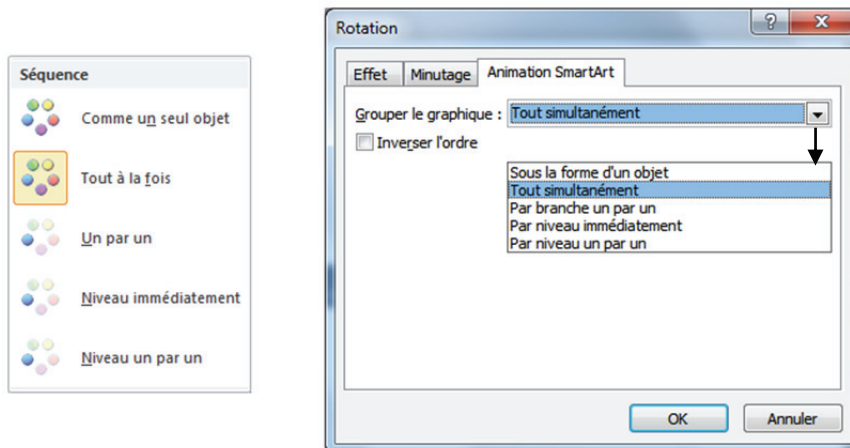 Séquence
Comme un seul objet
Tout à la fois
Un par un
Niveau immédiatement
Niveau un par un
Rotation
?
X
Effet
Minutage
Animation SmartArt
Grouper le graphique : Tout simultanément
Inverser l'ordre
Sous la forme d'un objet
Tout simultanément
Par branche un par un
Par niveau immédiatement
Par niveau un par un
OK
Annuler